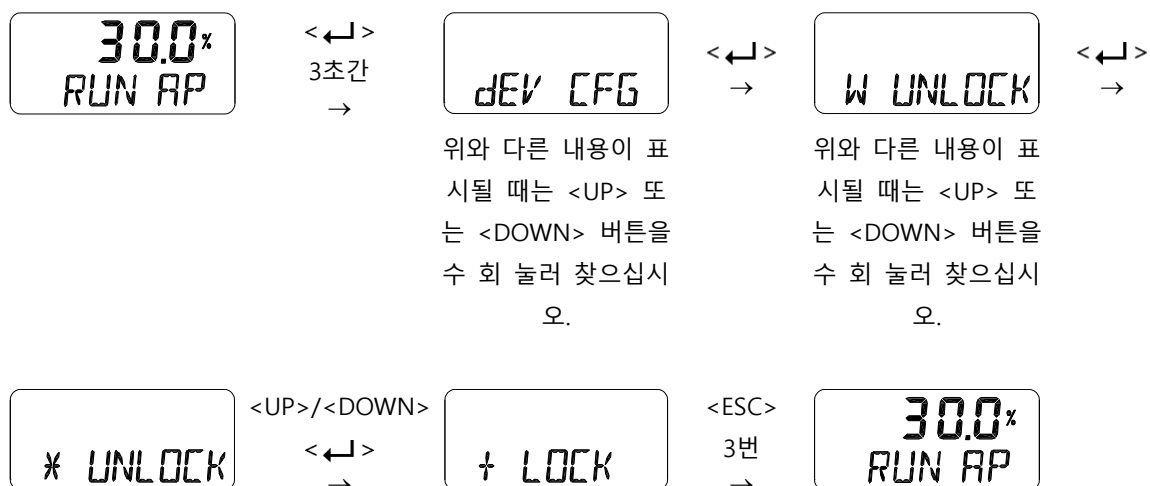 30.0%
RUN AP
<↵>
3초간
→
dEV CFG
<↵>
→
W UNLOCK
<↵>
→
위와 다른 내용이 표
시될 때는 <UP> 또
는 <DOWN> 버튼을
수 회 눌러 찾으십시
오.
위와 다른 내용이 표
시될 때는 <UP> 또
는 <DOWN> 버튼을
수 회 눌러 찾으십시
오.
* UNLOCK
<UP>/<DOWN>
<↵>
→
+ LOCK
<ESC>
3번
→
30.0%
RUN AP